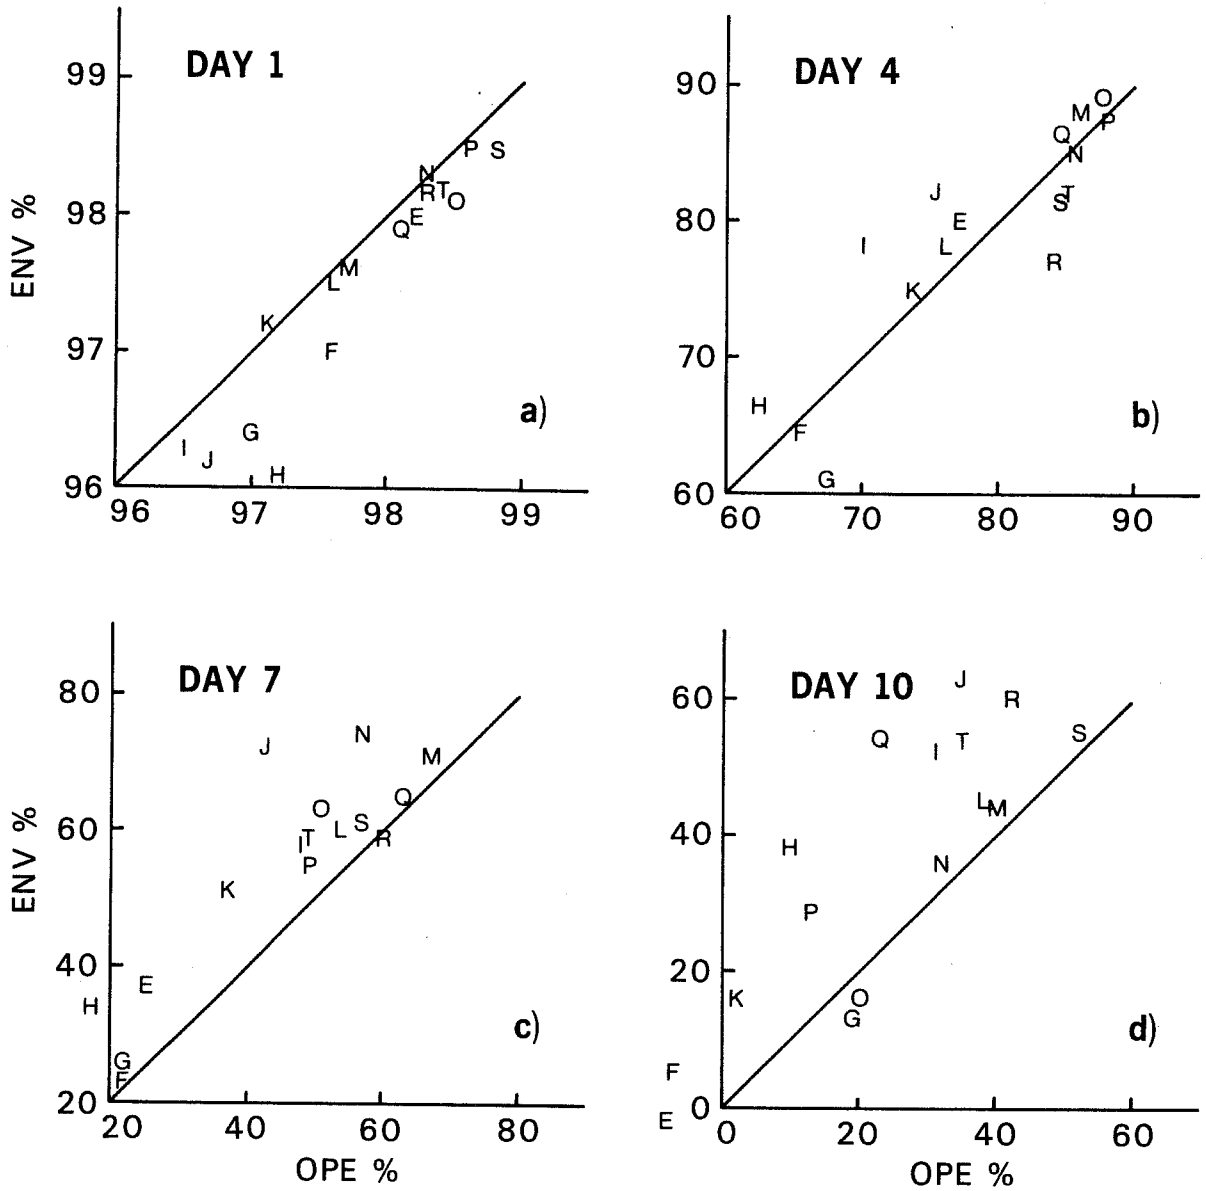 DAY 1
99
98
97
96
ENV %
P S
N
R T O
E
Q
M
L
K
F
G
I J H
a)
96 97 98 99
DAY 4
90
80
70
60
O
M P
Q
N
J
T
S
E
I L
R
K
H
F
G
b)
60 70 80 90
DAY 7
80
60
40
20
ENV %
N
J M
Q
O
S
T L R
I
P
K
E
H
G
F
c)
20 40 60 80
OPE %
DAY 10
60
40
20
0
J R
Q T S
I
L M
H
N
P
K O
G
F
E
d)
0 20 40 60
OPE %